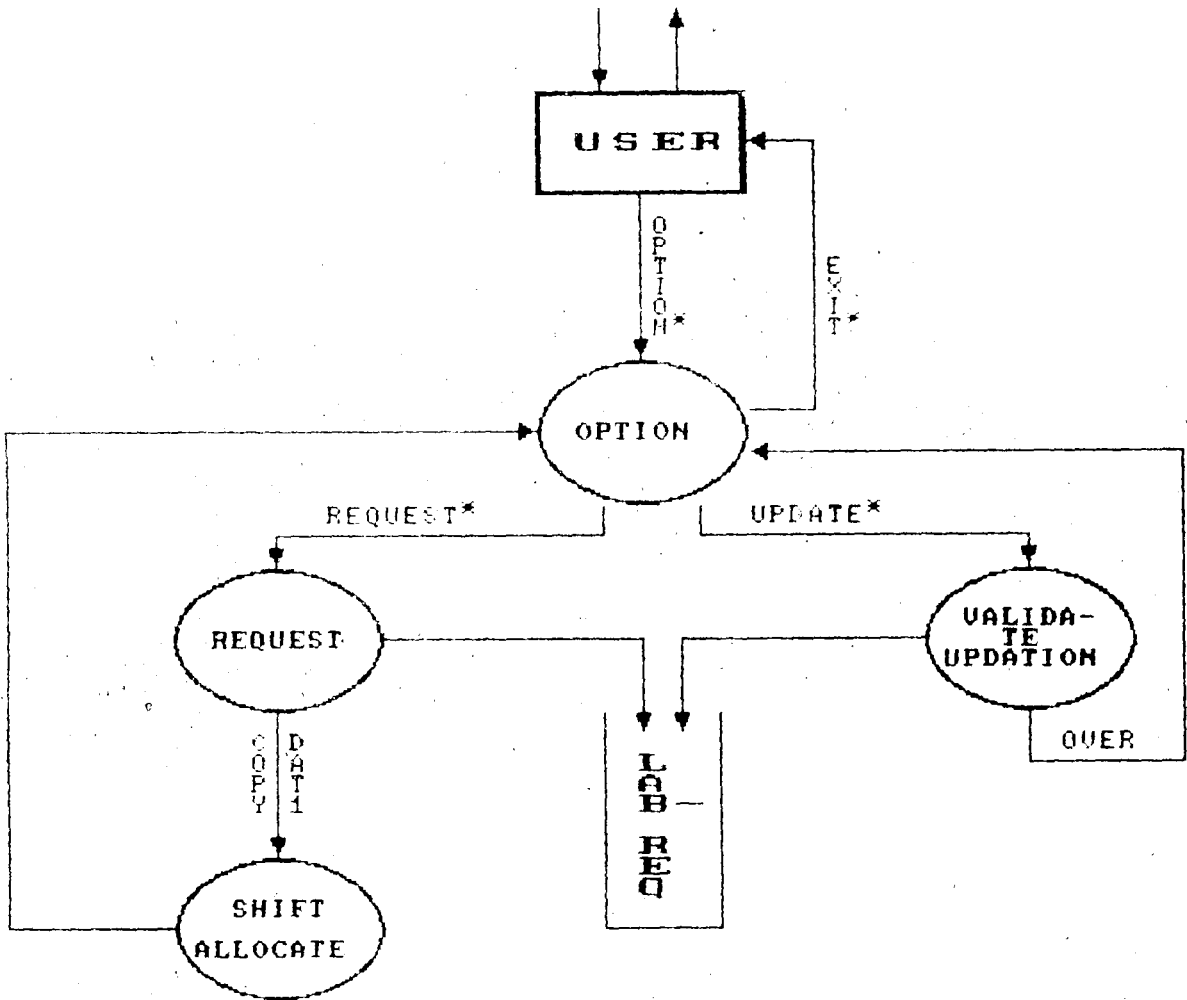 USER
OPTION*
EXIT*
OPTION
REQUEST*
UPDATE*
REQUEST
VALIDA-
TE
UPDATION
OVER
COPY
DAT1
LAB-
REQ
SHIFT
ALLOCATE